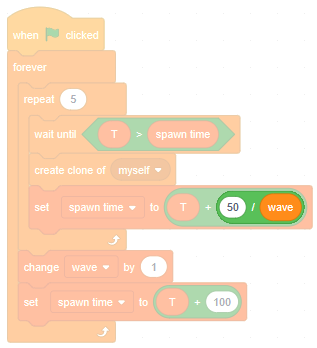 when clicked
forever
repeat 5
wait until T > spawn time
create clone of myself
set spawn time to T + 50 / wave
change wave by 1
set spawn time to T + 100